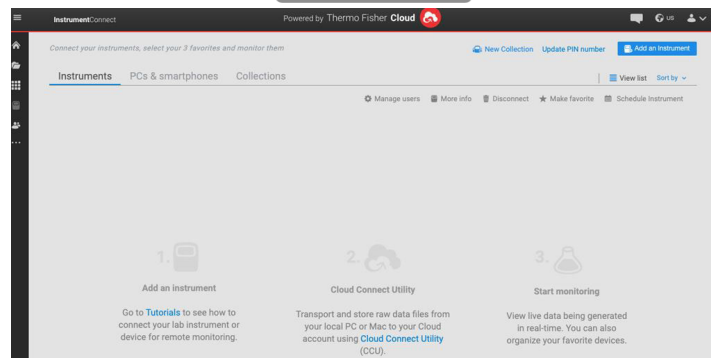 InstrumentConnect
Powered by Thermo Fisher Cloud
US
Connect your instruments, select your 3 favorites and monitor them
New Collection Update PIN number Add an Instrument
Instruments PCs & smartphones Collections
View list Sort by
Manage users More info Disconnect Make favorite Schedule Instrument
1.
Add an instrument
Go to Tutorials to see how to
connect your lab instrument or
device for remote monitoring.
2.
Cloud Connect Utility
Transport and store raw data files from
your local PC or Mac to your Cloud
account using Cloud Connect Utility
(CCU).
3.
Start monitoring
View live data being generated
in real-time. You can also
organize your favorite devices.